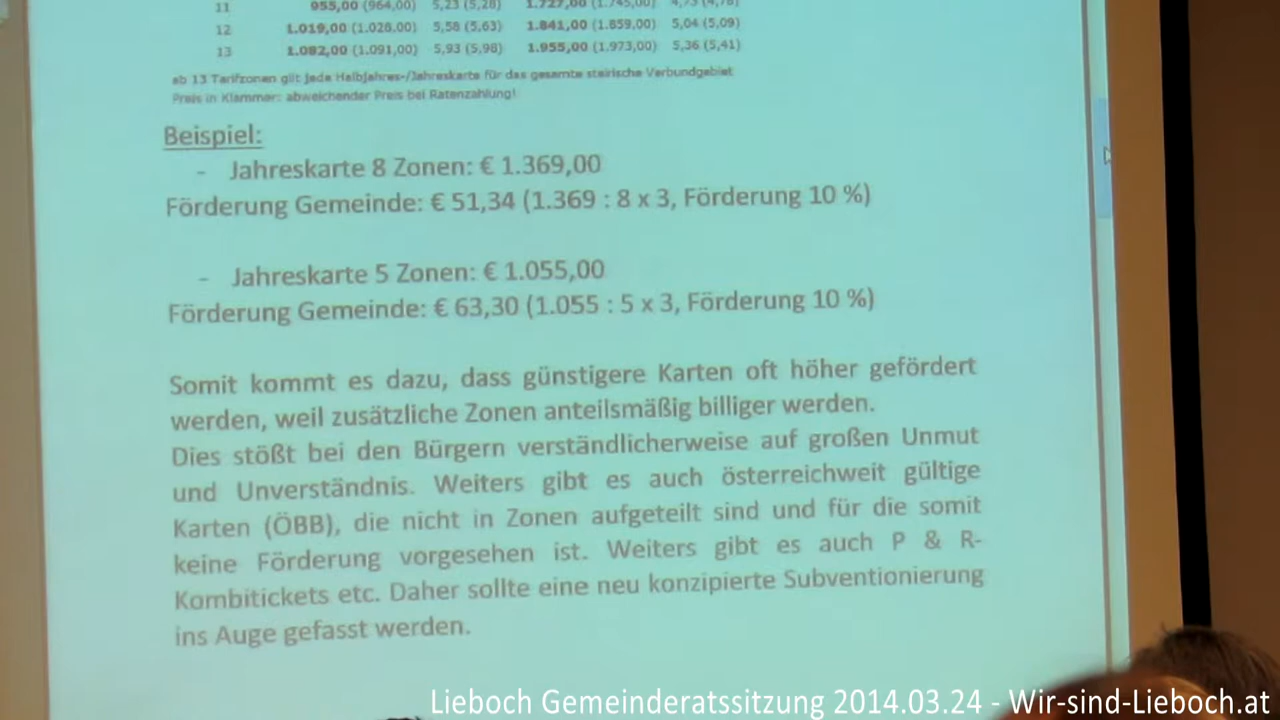 11 955,00 (964,00) 5,23 (5,28) 1.727,00 (1.745,00) 4,73 (4,78)
12 1.019,00 (1.028,00) 5,58 (5,63) 1.841,00 (1.859,00) 5,04 (5,09)
13 1.082,00 (1.091,00) 5,93 (5,98) 1.955,00 (1.973,00) 5,36 (5,41)
ab 13 Tarifzonen gilt jede Halbjahres-/Jahreskarte für das gesamte steirische Verbundgebiet
Preis in Klammer: abweichender Preis bei Ratenzahlung!
Beispiel:
- Jahreskarte 8 Zonen: € 1.369,00
Förderung Gemeinde: € 51,34 (1.369 : 8 x 3, Förderung 10 %)
- Jahreskarte 5 Zonen: € 1.055,00
Förderung Gemeinde: € 63,30 (1.055 : 5 x 3, Förderung 10 %)
Somit kommt es dazu, dass günstigere Karten oft höher gefördert
werden, weil zusätzliche Zonen anteilsmäßig billiger werden.
Dies stößt bei den Bürgern verständlicherweise auf großen Unmut
und Unverständnis. Weiters gibt es auch österreichweit gültige
Karten (ÖBB), die nicht in Zonen aufgeteilt sind und für die somit
keine Förderung vorgesehen ist. Weiters gibt es auch P & R-
Kombitickets etc. Daher sollte eine neu konzipierte Subventionierung
ins Auge gefasst werden.
Lieboch Gemeinderatssitzung 2014.03.24 - Wir-sind-Lieboch.at